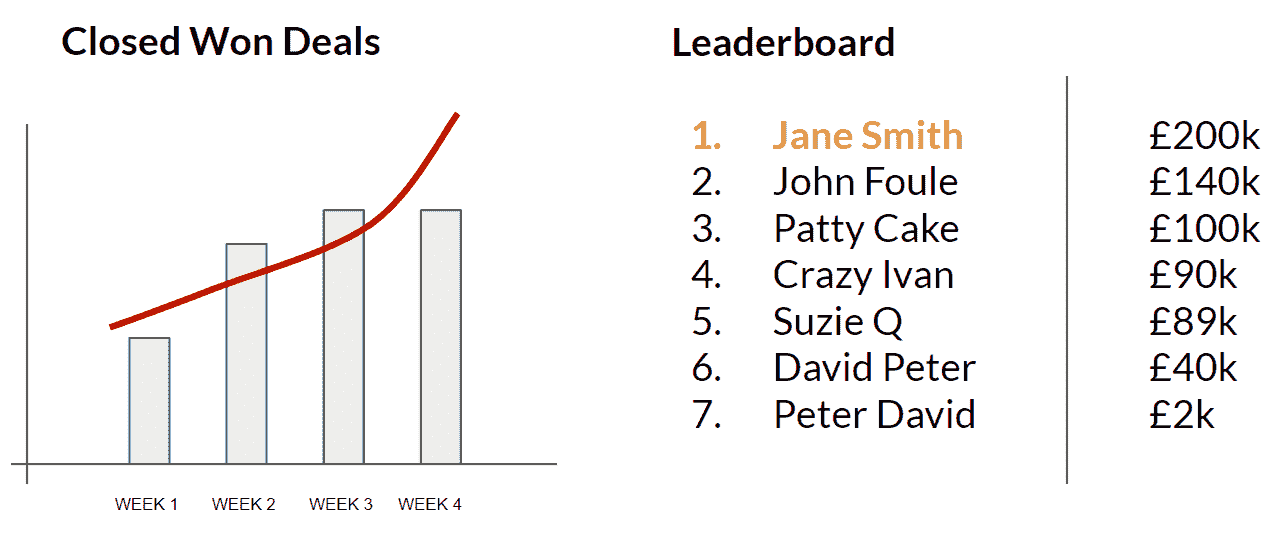 Closed Won Deals
WEEK 1 WEEK 2 WEEK 3 WEEK 4
Leaderboard
1. Jane Smith £200k
2. John Foule £140k
3. Patty Cake £100k
4. Crazy Ivan £90k
5. Suzie Q £89k
6. David Peter £40k
7. Peter David £2k